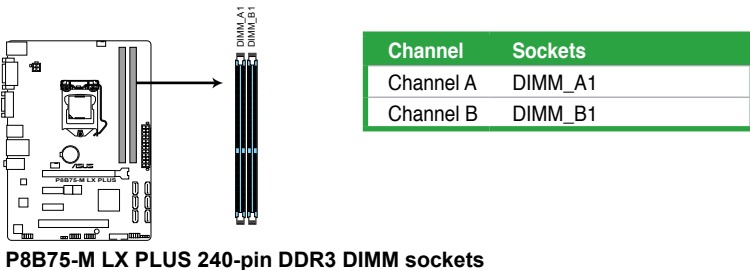 DIMM_A1
DIMM_B1
Channel Sockets
Channel A DIMM_A1
Channel B DIMM_B1
/SUS
P8B75-M LX PLUS
P8B75-M LX PLUS 240-pin DDR3 DIMM sockets